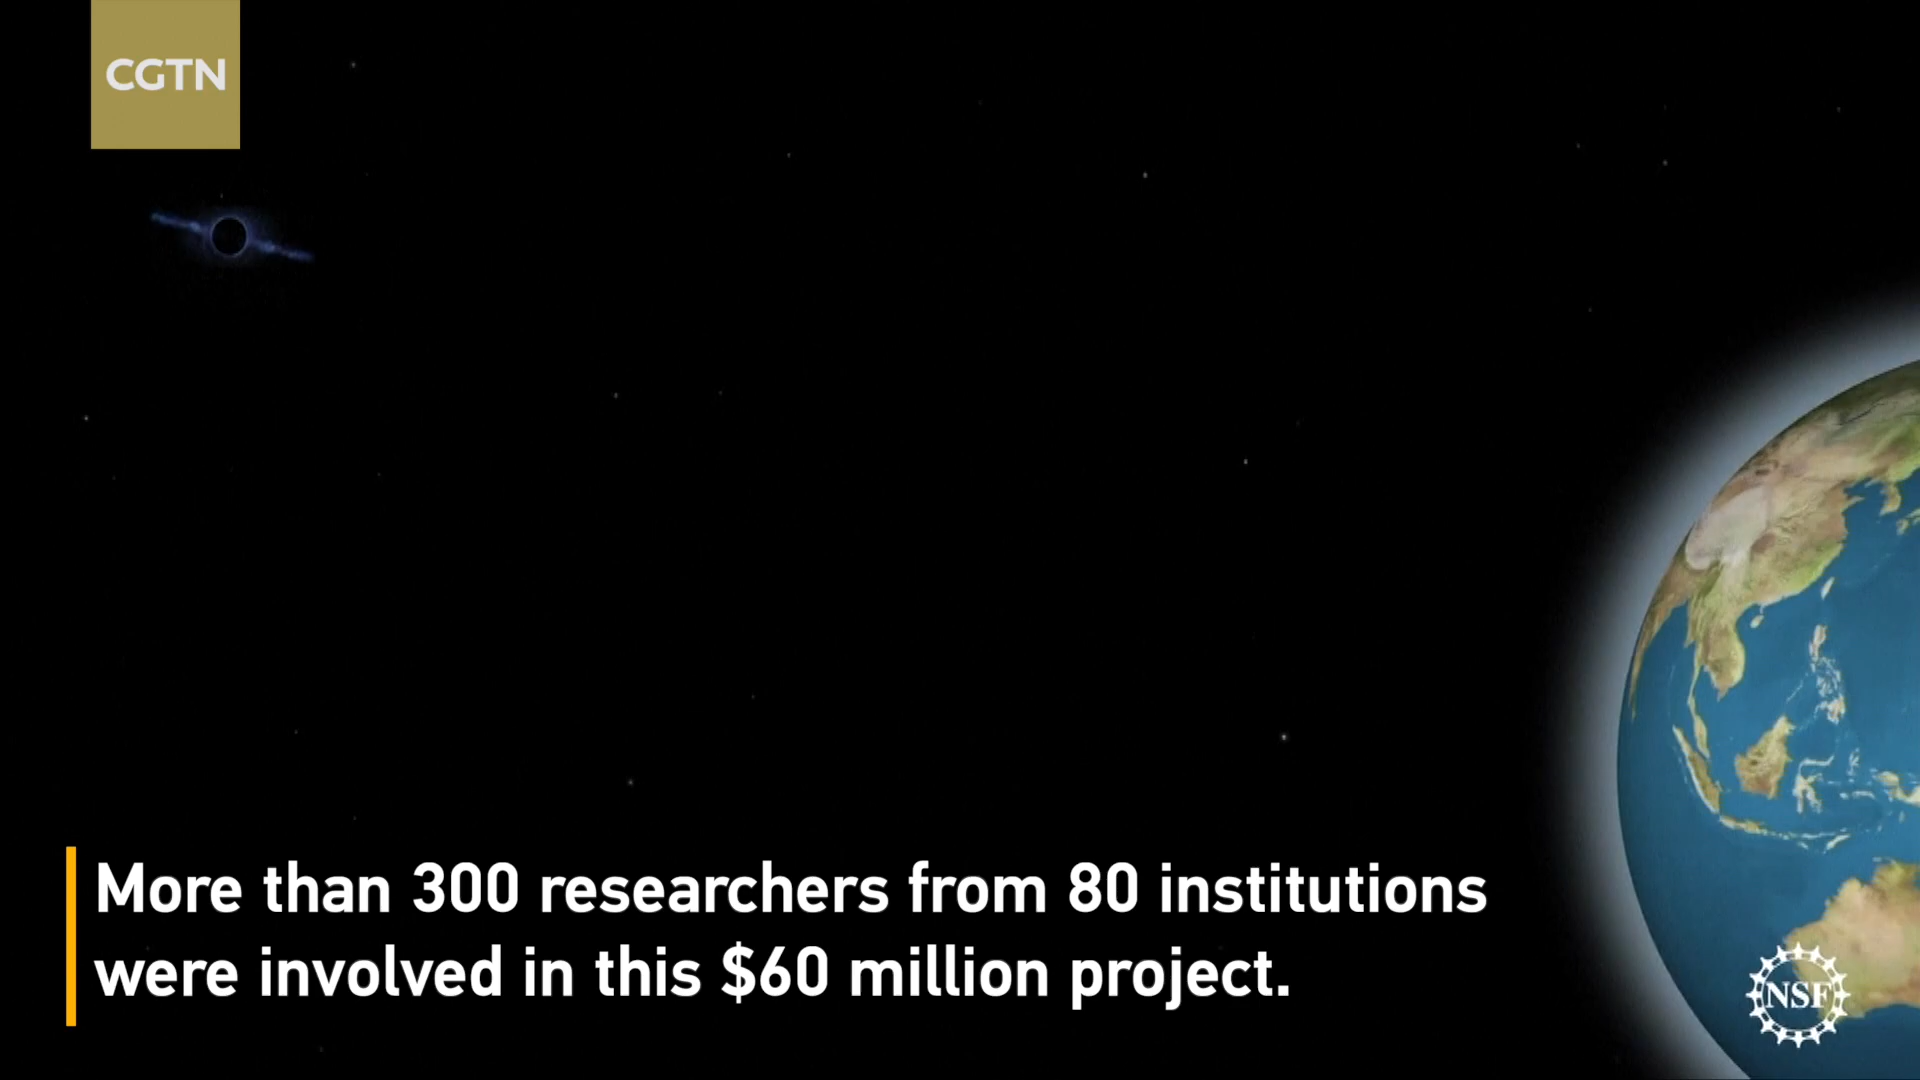 CGTN
More than 300 researchers from 80 institutions
were involved in this $60 million project.
NSF